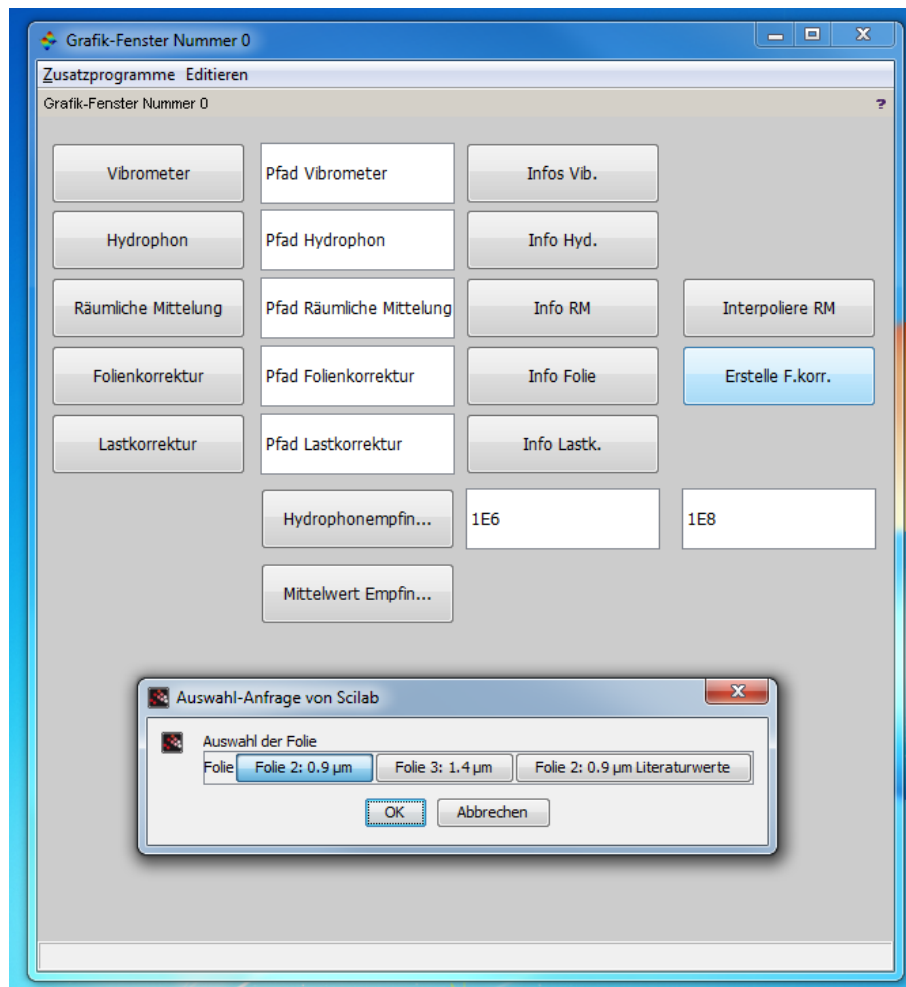 Grafik-Fenster Nummer 0
Zusatzprogramme Editieren
Grafik-Fenster Nummer 0 ?
Vibrometer Pfad Vibrometer Infos Vib.
Hydrophon Pfad Hydrophon Info Hyd.
Räumliche Mittelung Pfad Räumliche Mittelung Info RM Interpoliere RM
Folienkorrektur Pfad Folienkorrektur Info Folie Erstelle F.korr.
Lastkorrektur Pfad Lastkorrektur Info Lastk.
Hydrophonempfin... 1E6 1E8
Mittelwert Empfin...
Auswahl-Anfrage von Scilab
Auswahl der Folie
Folie Folie 2: 0.9 µm Folie 3: 1.4 µm Folie 2: 0.9 µm Literaturwerte
OK Abbrechen